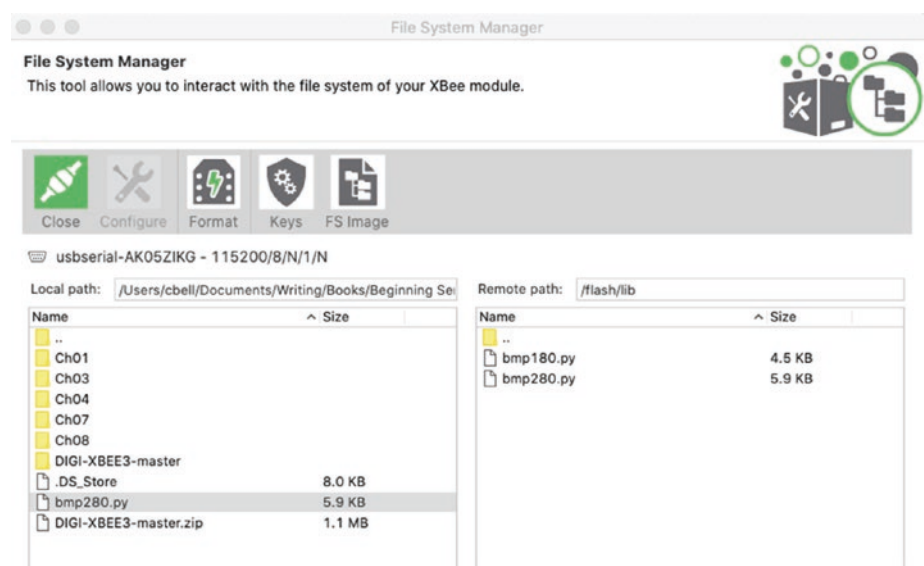 File System Manager
File System Manager
This tool allows you to interact with the file system of your XBee module.
Close Configure Format Keys FS Image
usbserial-AK05ZIKG - 115200/8/N/1/N
Local path: /Users/cbell/Documents/Writing/Books/Beginning Se
Remote path: /flash/lib
Name Size
..
Ch01
Ch03
Ch04
Ch07
Ch08
DIGI-XBEE3-master
.DS_Store 8.0 KB
bmp280.py 5.9 KB
DIGI-XBEE3-master.zip 1.1 MB
Name Size
..
bmp180.py 4.5 KB
bmp280.py 5.9 KB